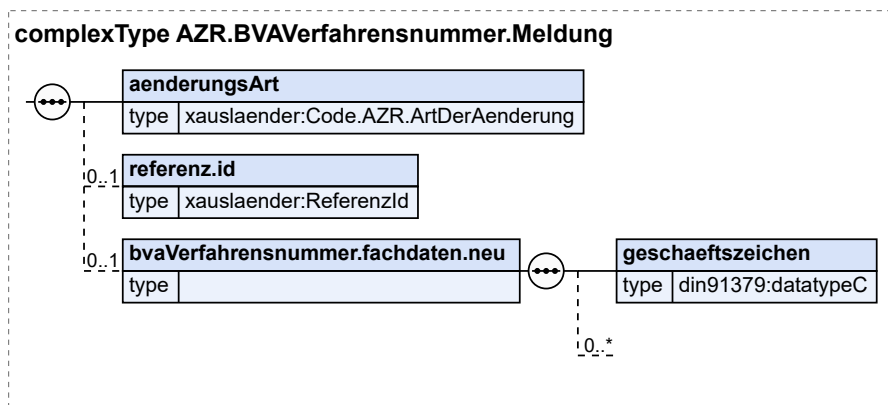 complexType AZR.BVAVerfahrensnummer.Meldung
aenderungsArt
type xauslaender:Code.AZR.ArtDerAenderung
0..1
referenz.id
type xauslaender:ReferenzId
0..1
bvaVerfahrensnummer.fachdaten.neu
type
geschaeftszeichen
type din91379:datatypeC
0..*